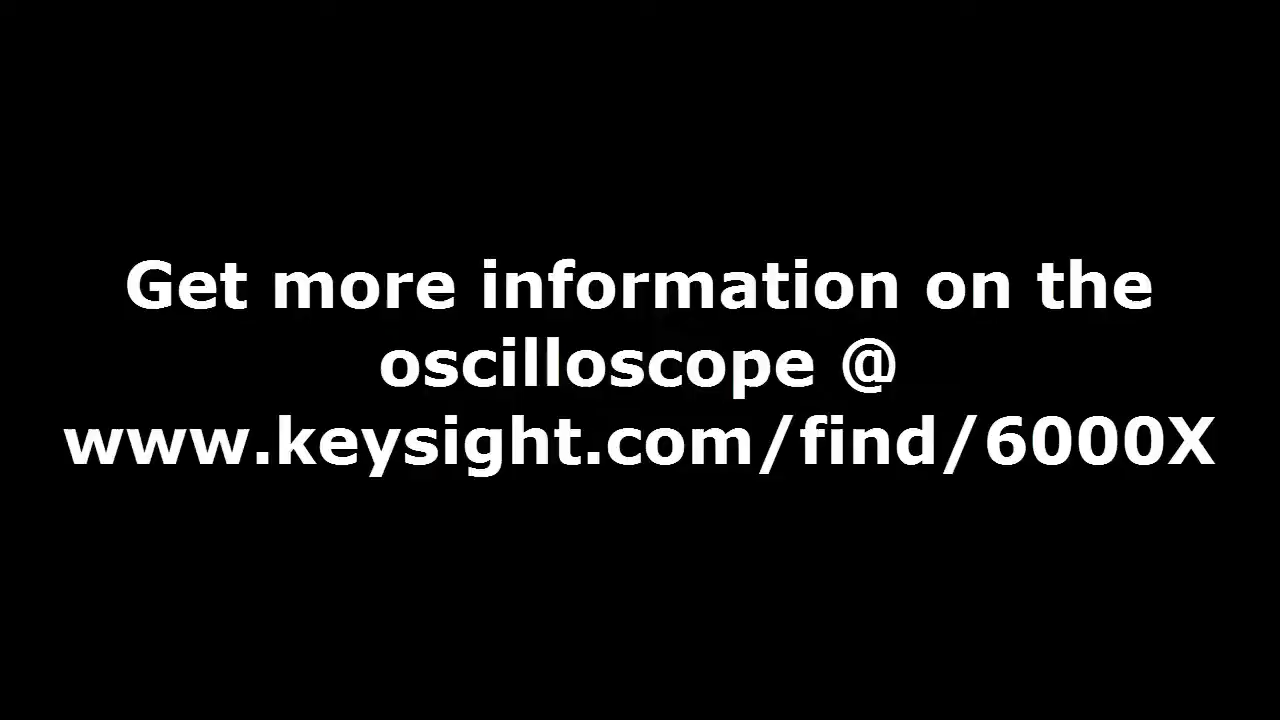 Get more information on the
oscilloscope @
www.keysight.com/find/6000X